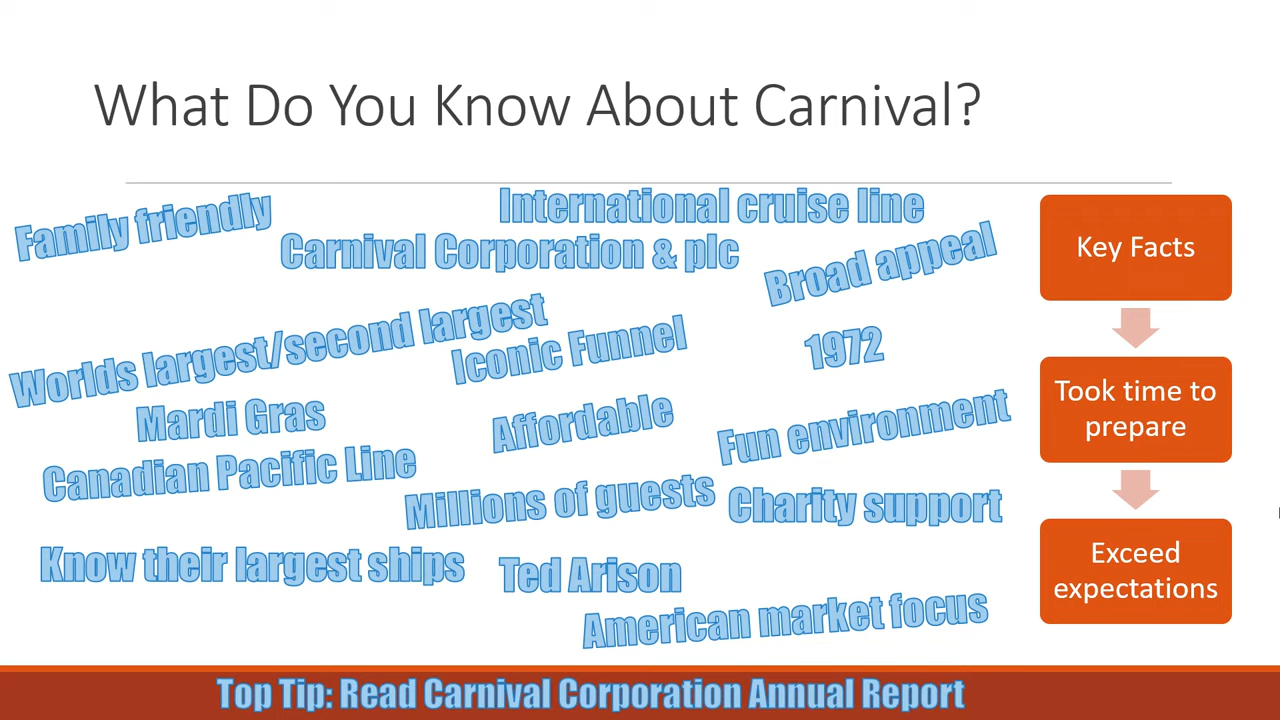 What Do You Know About Carnival?
Family friendly
International cruise line
Carnival Corporation & plc
Broad appeal
Worlds largest/second largest
Iconic Funnel
1972
Mardi Gras
Affordable
Fun environment
Canadian Pacific Line
Millions of guests
Charity support
Know their largest ships
Ted Arison
American market focus
Key Facts
Took time to
prepare
Exceed
expectations
Top Tip: Read Carnival Corporation Annual Report